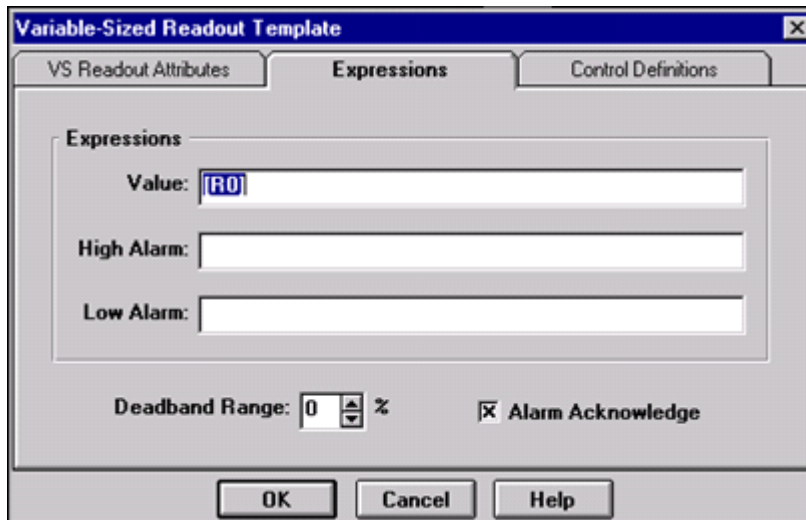 Variable-Sized Readout Template
VS Readout Attributes
Expressions
Control Definitions
Expressions
Value: [R0]
High Alarm:
Low Alarm:
Deadband Range: 0 %
Alarm Acknowledge
OK
Cancel
Help